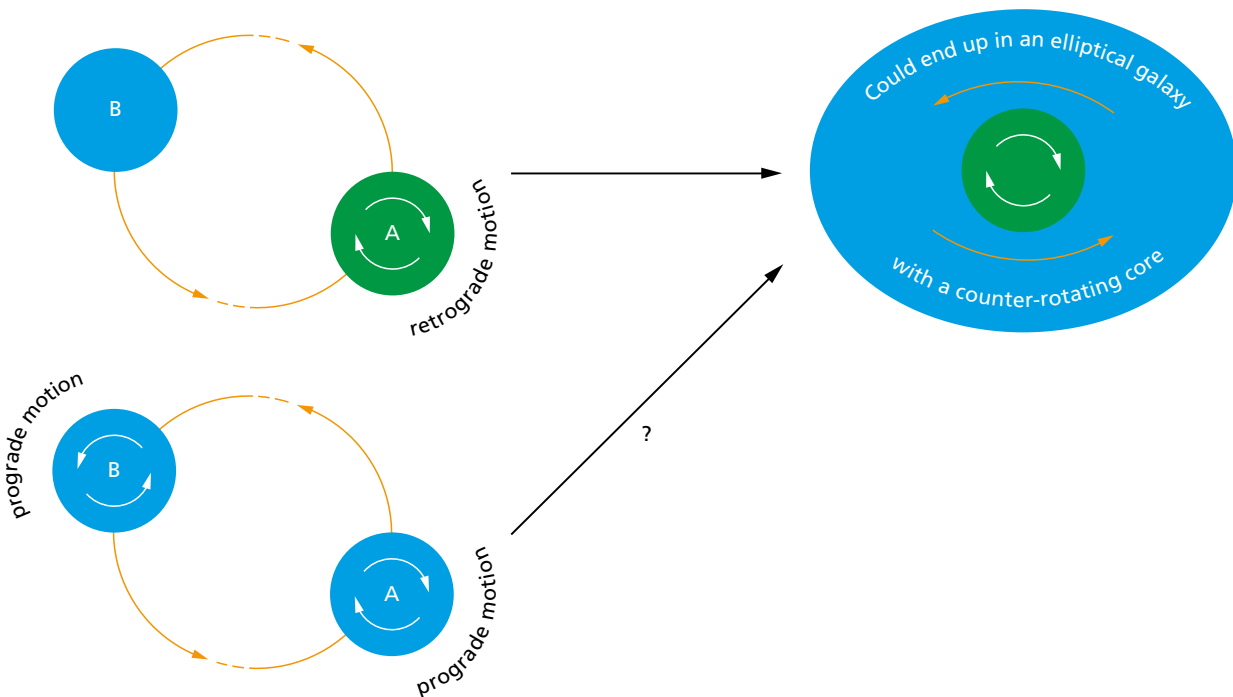 B
A
retrograde motion
Could end up in an elliptical galaxy
with a counter-rotating core
prograde motion
B
A
prograde motion
?